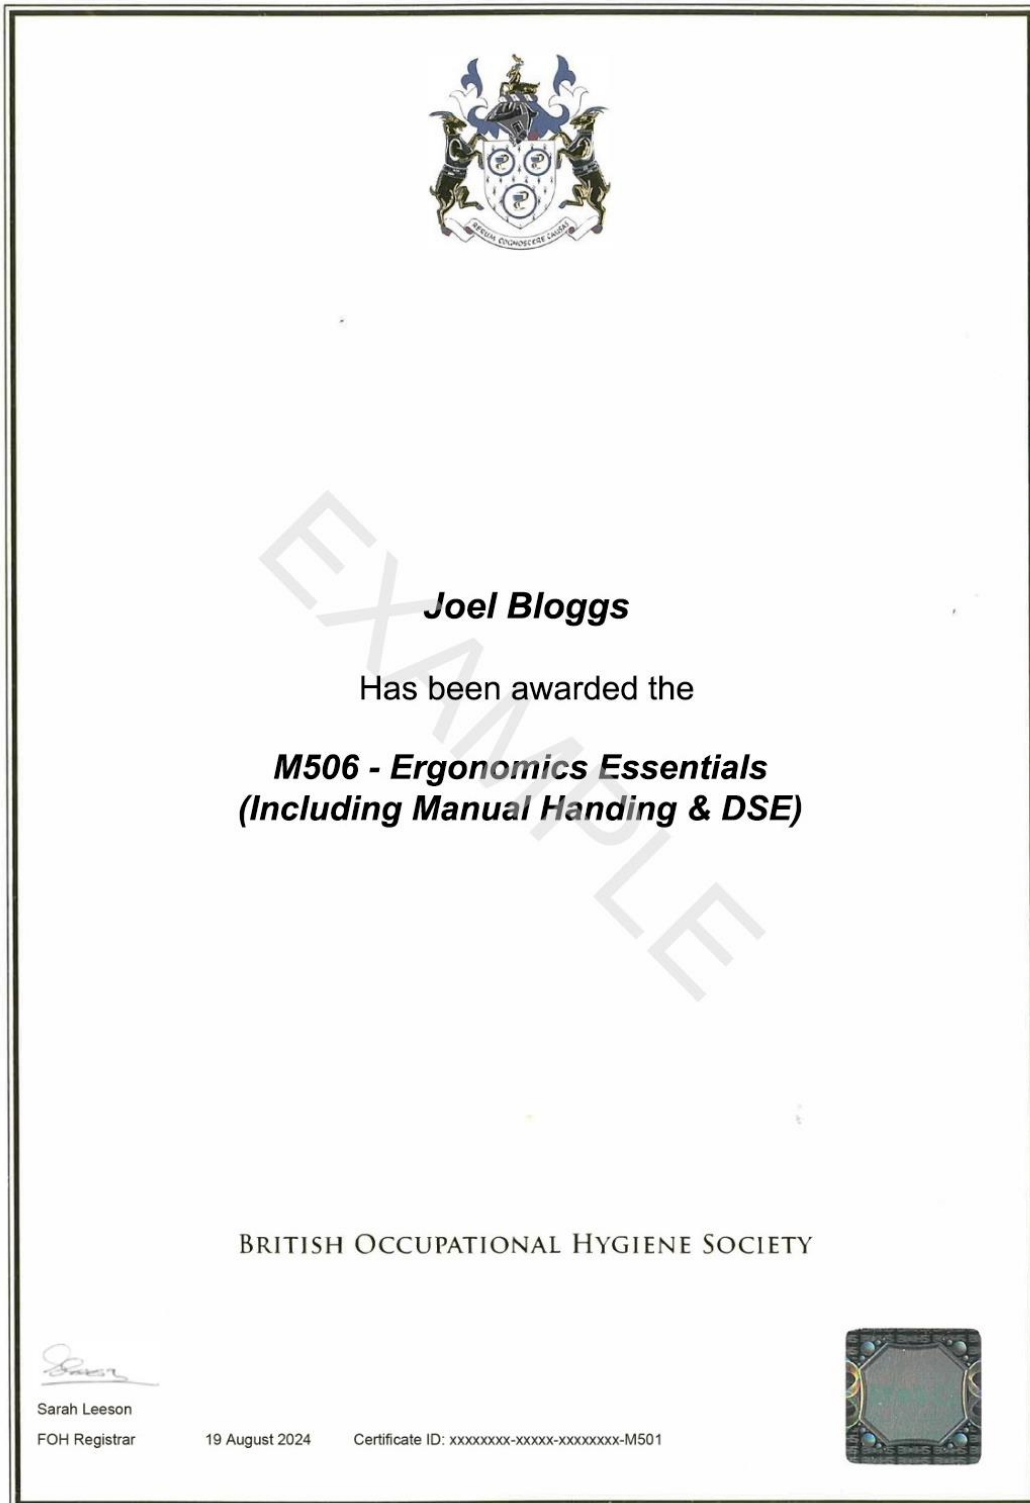 RERUM COGNOSCERE CAUSAS
EXAMPLE
Joel Bloggs
Has been awarded the
M506 - Ergonomics Essentials
(Including Manual Handing & DSE)
BRITISH OCCUPATIONAL HYGIENE SOCIETY
Sarah Leeson
FOH Registrar
19 August 2024
Certificate ID: xxxxxxxx-xxxxx-xxxxxxxx-M501